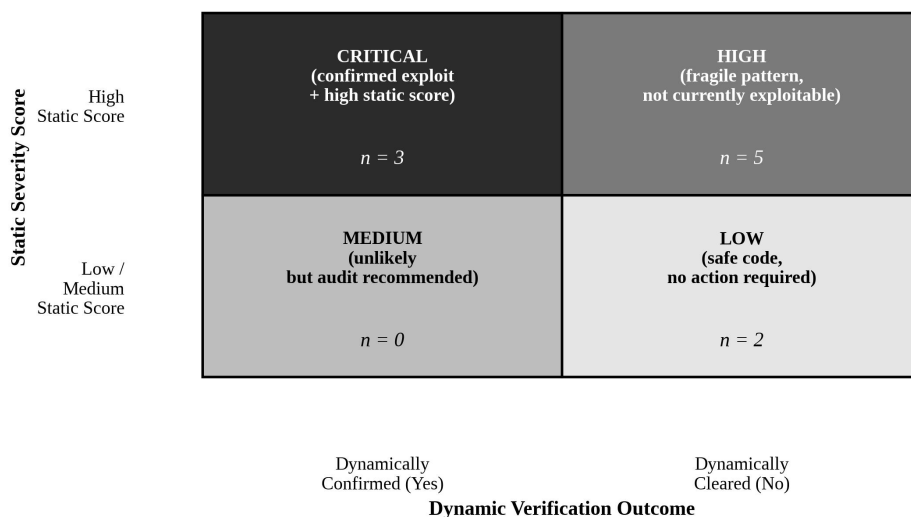 CRITICAL
(confirmed exploit
+ high static score)
n = 3
HIGH
(fragile pattern,
not currently exploitable)
n = 5
MEDIUM
(unlikely
but audit recommended)
n = 0
LOW
(safe code,
no action required)
n = 2
Static Severity Score
High
Static Score
Low /
Medium
Static Score
Dynamically
Confirmed (Yes)
Dynamically
Cleared (No)
Dynamic Verification Outcome